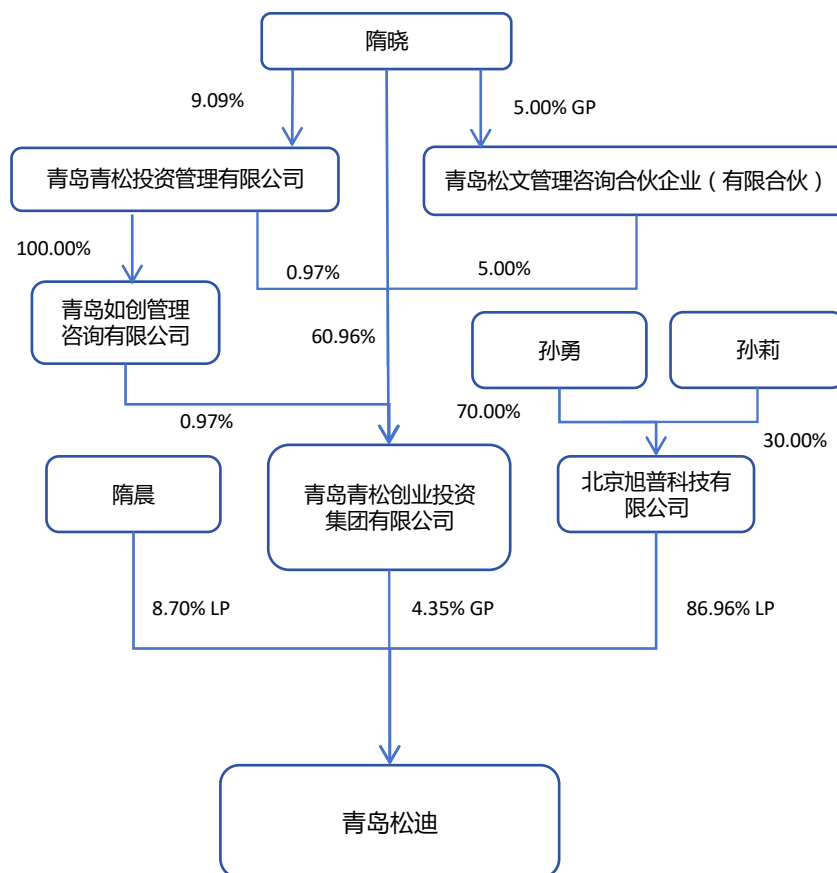 隋晓
9.09%
5.00% GP
青岛青松投资管理有限公司
青岛松文管理咨询合伙企业（有限合伙）
100.00%
0.97%
5.00%
青岛如创管理
咨询有限公司
60.96%
孙勇
孙莉
0.97%
70.00%
30.00%
隋晨
青岛青松创业投资
集团有限公司
北京旭普科技有
限公司
8.70% LP
4.35% GP
86.96% LP
青岛松迪